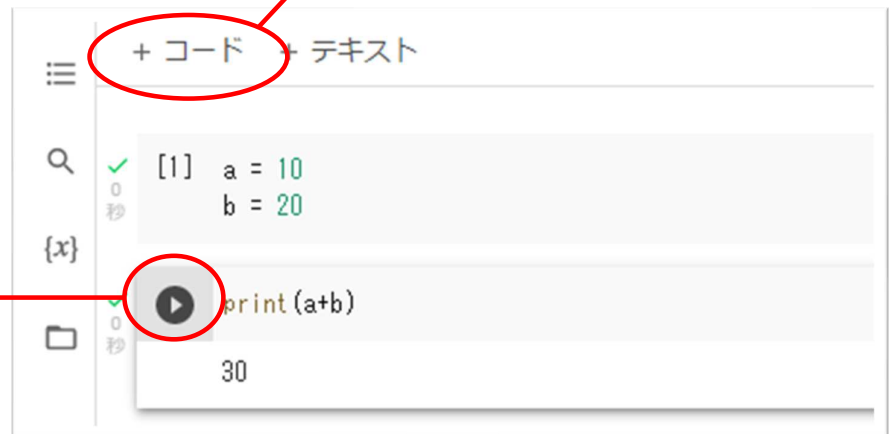 + コード + テキスト
[1] a = 10
0
秒 b = 20
{x}
print(a+b)
0
秒
30